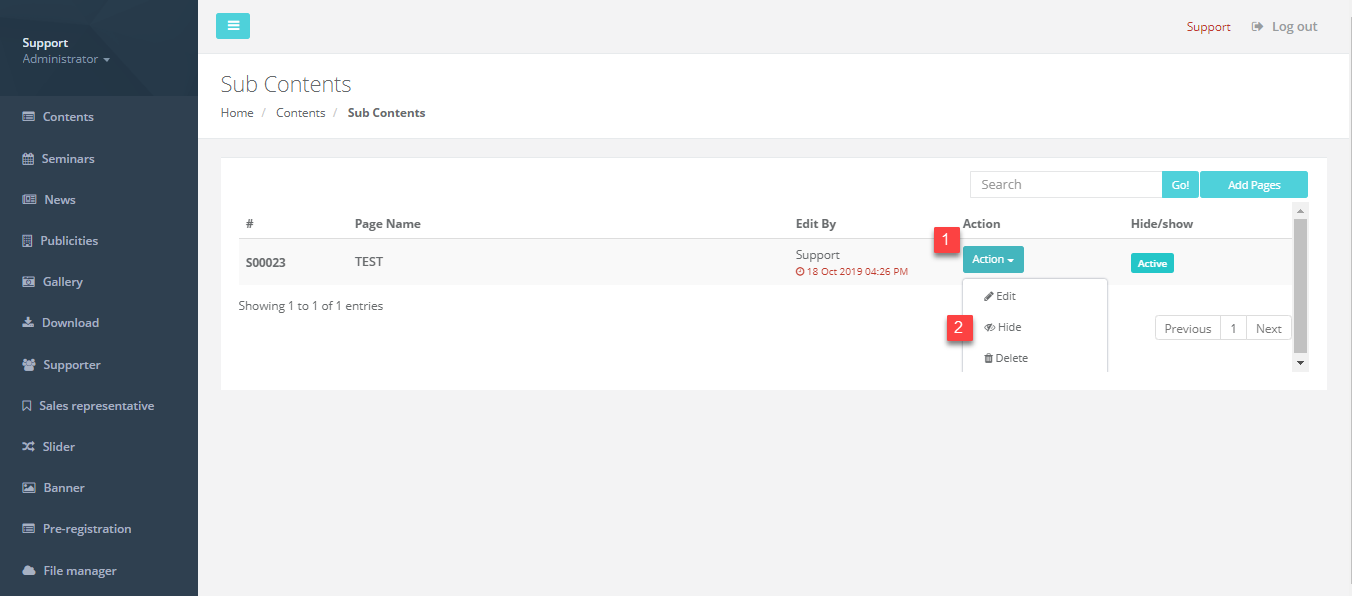 Support
Administrator
Contents
Seminars
News
Publicities
Gallery
Download
Supporter
Sales representative
Slider
Banner
Pre-registration
File manager
Support Log out
Sub Contents
Home / Contents / Sub Contents
Search Go! Add Pages
# Page Name Edit By Action Hide/show
1
S00023 TEST Support Action Active
18 Oct 2019 04:26 PM
Edit
2 Hide
Delete
Showing 1 to 1 of 1 entries
Previous 1 Next